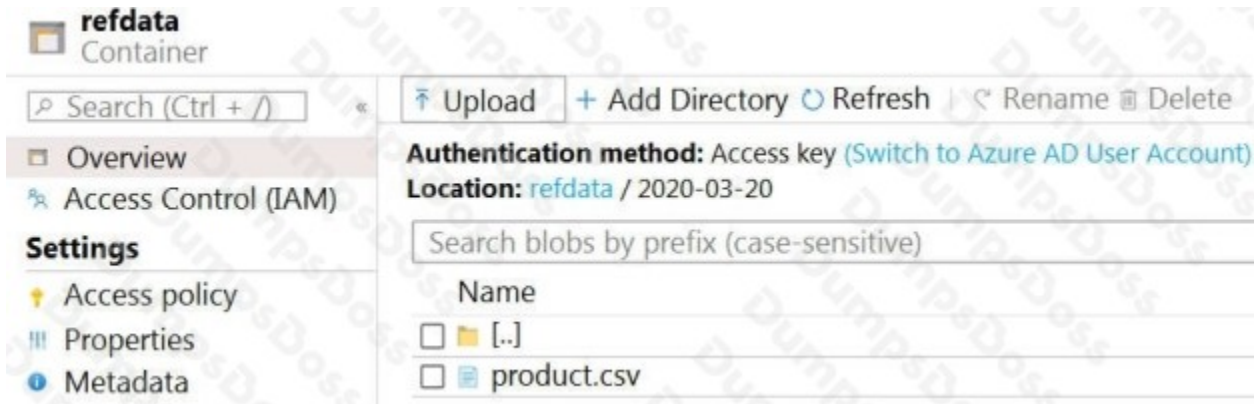 refdata
Container
Search (Ctrl + /) «
Overview
Access Control (IAM)
Settings
Access policy
Properties
Metadata
Upload + Add Directory Refresh Rename Delete
Authentication method: Access key (Switch to Azure AD User Account)
Location: refdata / 2020-03-20
Search blobs by prefix (case-sensitive)
Name
[..]
product.csv
DumpsDoss